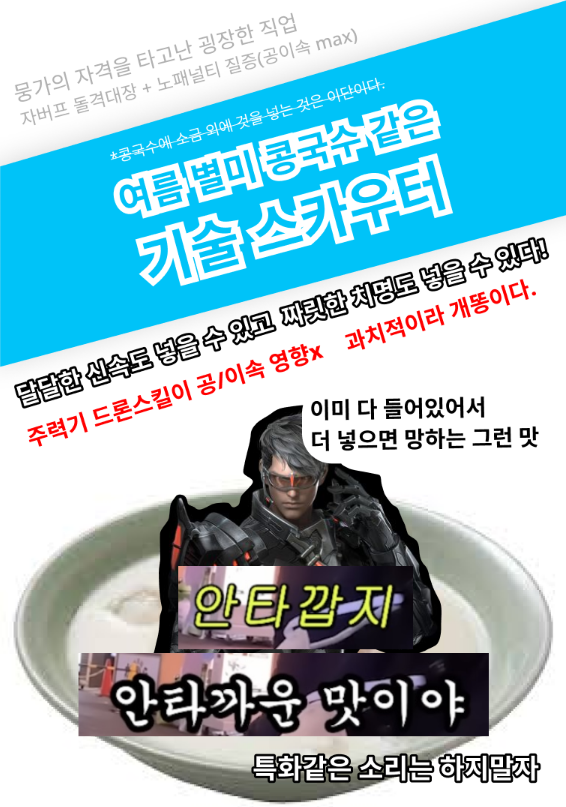 뭉가의 자격을 타고난 굉장한 직업
자버프 돌격대장 + 노패널티 질증(공이속 max)
*콩국수에 소금 외에 것을 넣는 것은 이단이다.
여름 별미 콩국수 같은
기술 스카우터
달달한 신속도 넣을 수 있고 짜릿한 치명도 넣을 수 있다!
주력기 드론스킬이 공/이속 영향x 과치적이라 개똥이다.
이미 다 들어있어서
더 넣으면 망하는 그런 맛
안타깝지
안타까운 맛이야
특화같은 소리는 하지말자